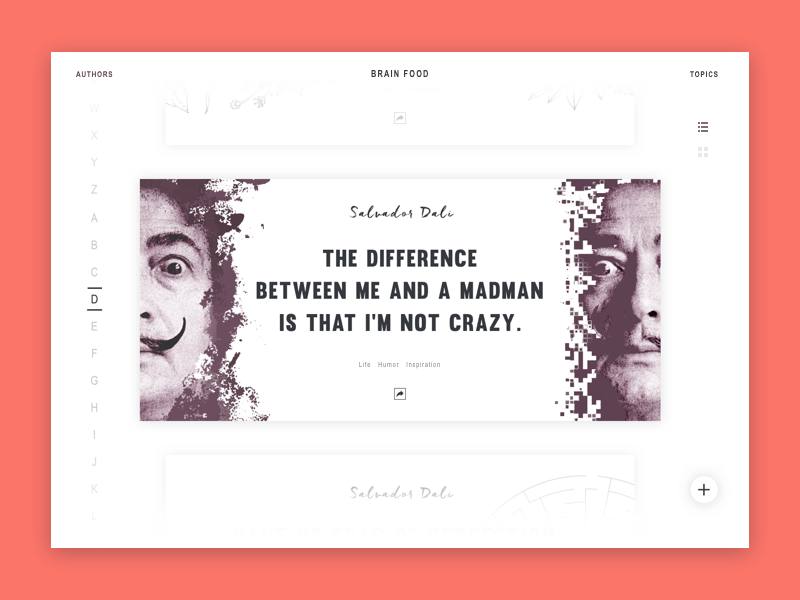 AUTHORS
BRAIN FOOD
TOPICS
W
X
Y
Z
A
B
C
D
E
F
G
H
I
J
K
L
Salvador Dali
THE DIFFERENCE
BETWEEN ME AND A MADMAN
IS THAT I'M NOT CRAZY.
Life Humor Inspiration
Salvador Dali